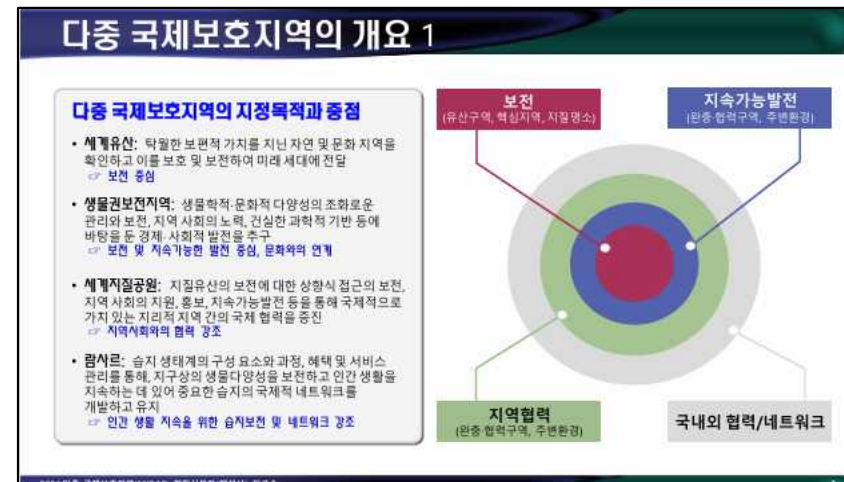 다중 국제보호지역의 개요 1
다중 국제보호지역의 지정목적과 중점
• 세계유산: 탁월한 보편적 가치를 지닌 자연 및 문화 지역을
확인하고 이를 보호 및 보전하여 미래 세대에 전달
☞ 보전 중심
• 생물권보전지역: 생물학적·문화적 다양성의 조화로운
관리와 보전, 지역 사회의 노력, 건실한 과학적 기반 등에
바탕을 둔 경제·사회적 발전을 추구
☞ 보전 및 지속가능한 발전 중심, 문화와의 연계
• 세계지질공원: 지질유산의 보전에 대한 상향식 접근의 보전,
지역 사회의 지원, 홍보, 지속가능발전 등을 통해 국제적으로
가치 있는 지리적 지역 간의 국제 협력을 증진
☞ 지역사회와의 협력 강조
• 람사르: 습지 생태계의 구성 요소와 과정, 혜택 및 서비스
관리를 통해, 지구상의 생물다양성을 보전하고 인간 생활을
지속하는 데 있어 중요한 습지의 국제적 네트워크를
개발하고 유지
☞ 인간 생활 지속을 위한 습지보전 및 네트워크 강조
보전
(유산구역, 핵심지역, 지질명소)
지속가능발전
(완충·협력구역, 주변환경)
지역협력
(완충·협력구역, 주변환경)
국내외 협력/네트워크